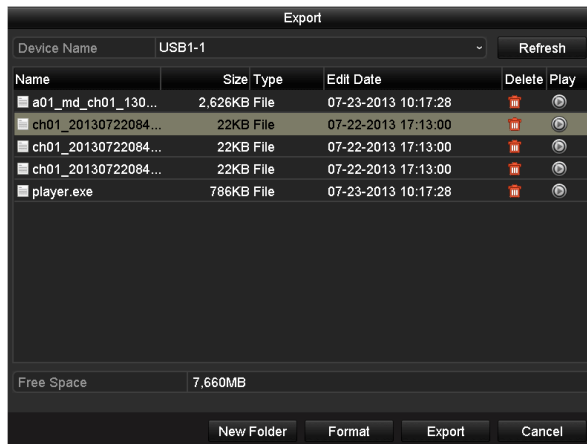 Export
Device Name USB1-1 Refresh
Name Size Type Edit Date Delete Play
a01_md_ch01_130... 2,626KB File 07-23-2013 10:17:28
ch01_20130722084... 22KB File 07-22-2013 17:13:00
ch01_20130722084... 22KB File 07-22-2013 17:13:00
ch01_20130722084... 22KB File 07-22-2013 17:13:00
player.exe 786KB File 07-23-2013 10:17:28
Free Space 7,660MB
New Folder Format Export Cancel